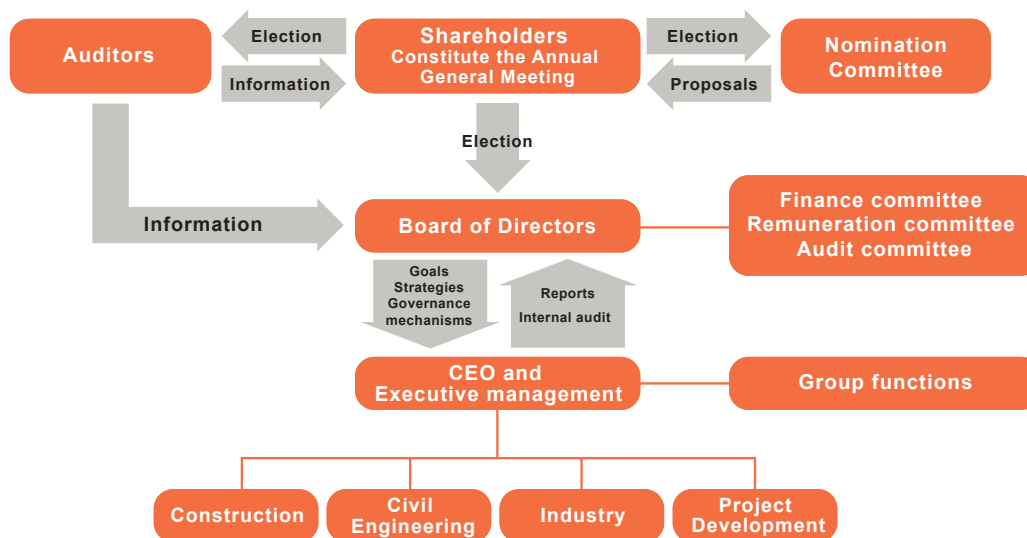 Auditors
Election
Information
Shareholders
Constitute the Annual
General Meeting
Election
Proposals
Nomination
Committee
Election
Information
Board of Directors
Finance committee
Remuneration committee
Audit committee
Goals
Strategies
Governance
mechanisms
Reports
Internal audit
CEO and
Executive management
Group functions
Construction
Civil
Engineering
Industry
Project
Development